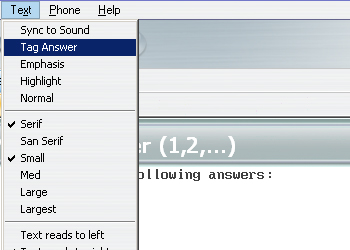 Text Phone Help
Sync to Sound
Tag Answer
Emphasis
Highlight
Normal
Serif
San Serif
Small
Med
Large
Largest
Text reads to left
er (1,2,...)
ollowing answers: